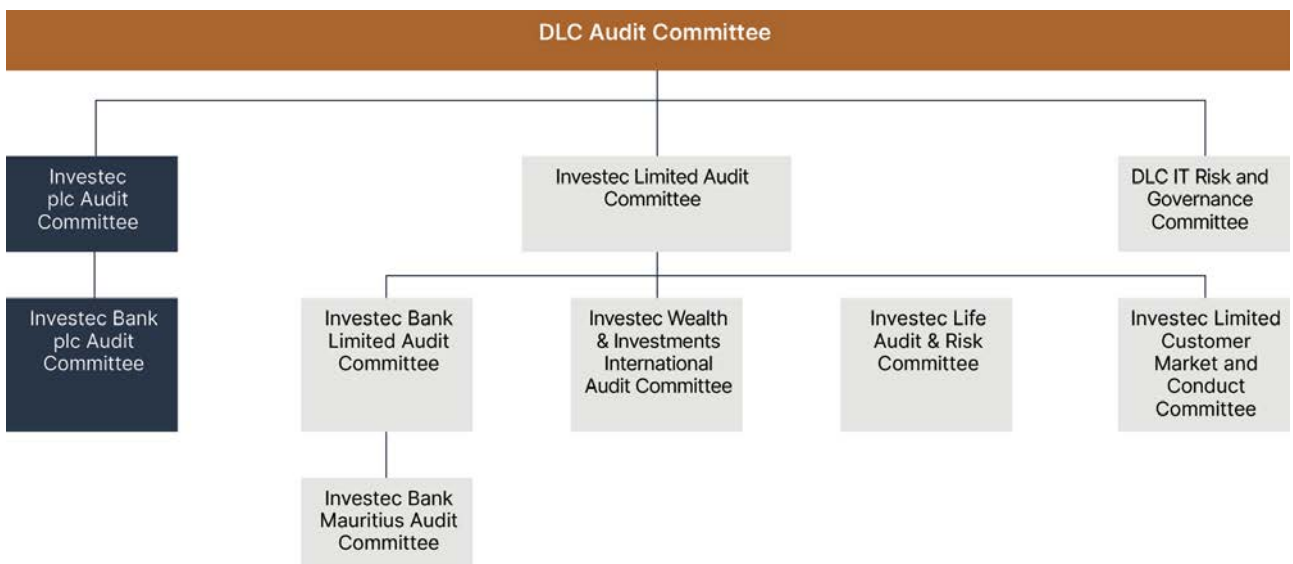 DLC Audit Committee
Investec
plc Audit
Committee
Investec Limited Audit
Committee
DLC IT Risk and
Governance
Committee
Investec Bank
plc Audit
Committee
Investec Bank
Limited Audit
Committee
Investec Wealth
& Investments
International
Audit Committee
Investec Life
Audit & Risk
Committee
Investec Limited
Customer
Market and
Conduct
Committee
Investec Bank
Mauritius Audit
Committee